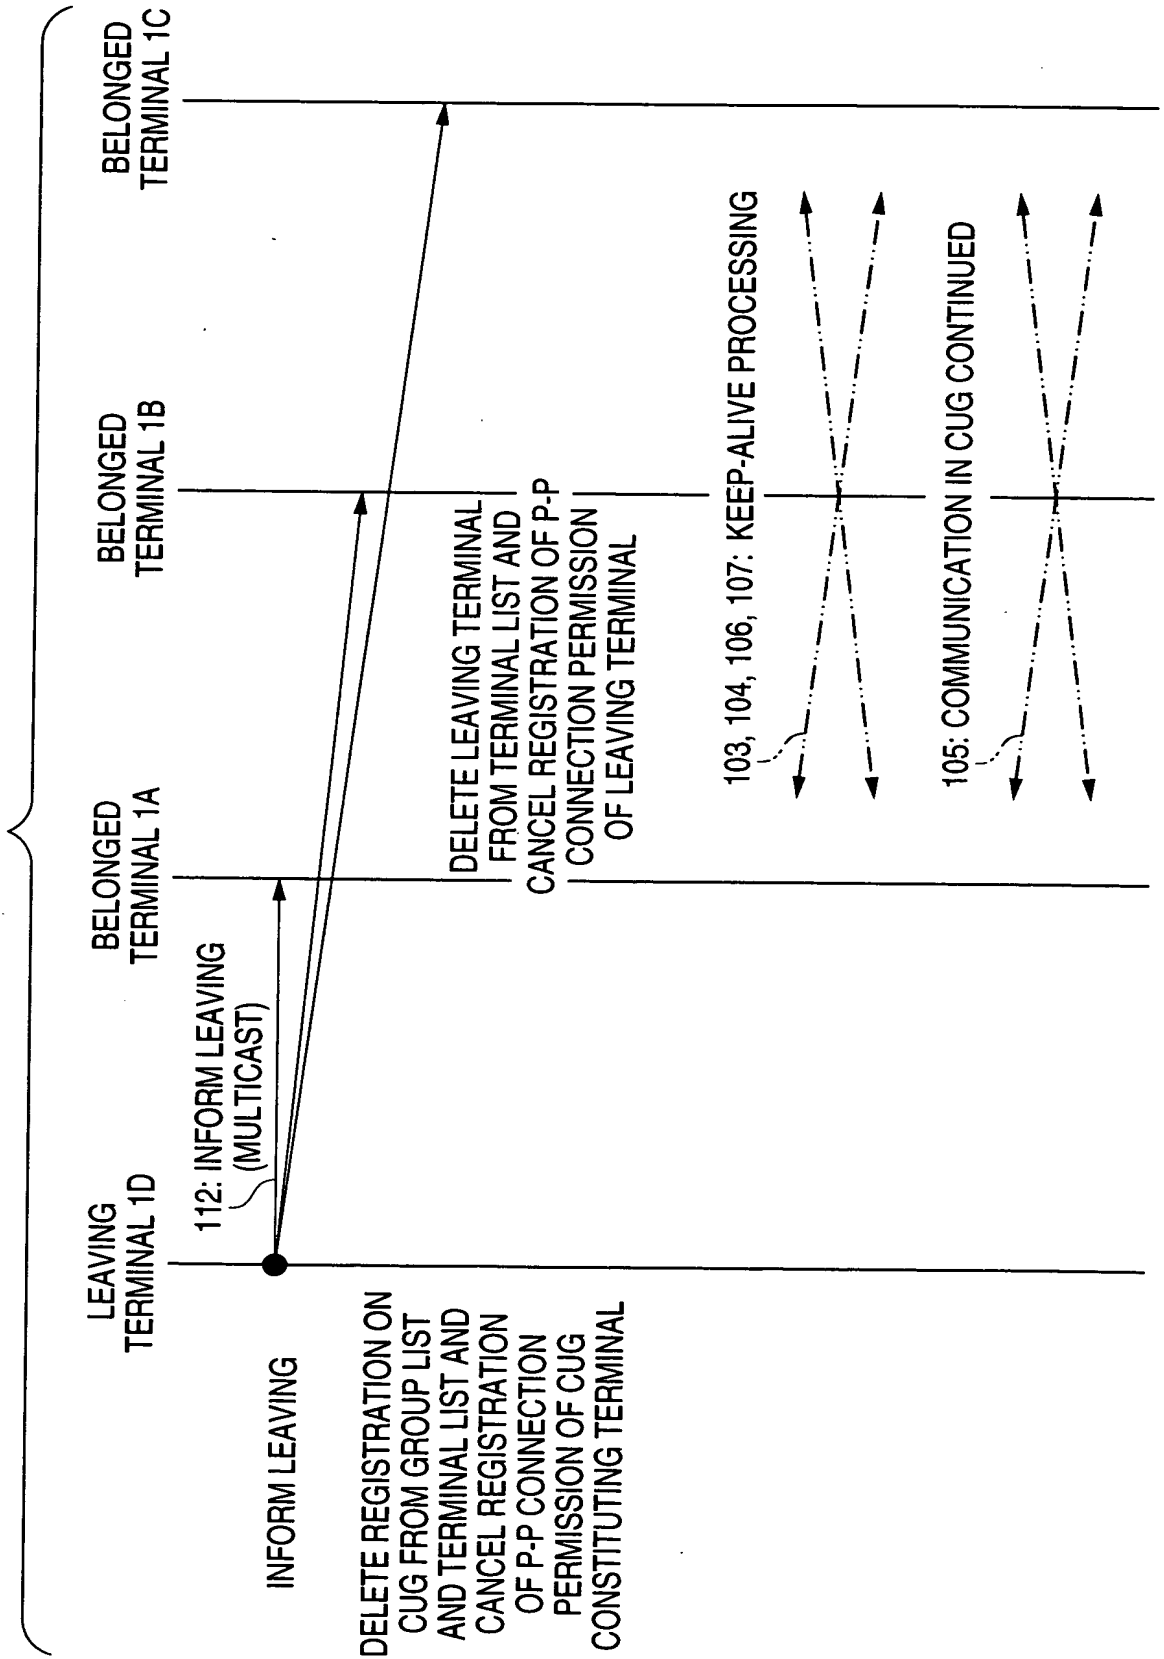 LEAVING
TERMINAL 1D
BELONGED
TERMINAL 1A
BELONGED
TERMINAL 1B
BELONGED
TERMINAL 1C
112: INFORM LEAVING
(MULTICAST)
INFORM LEAVING
DELETE REGISTRATION ON
CUG FROM GROUP LIST
AND TERMINAL LIST AND
CANCEL REGISTRATION
OF P-P CONNECTION
PERMISSION OF CUG
CONSTITUTING TERMINAL
DELETE LEAVING TERMINAL
FROM TERMINAL LIST AND
CANCEL REGISTRATION OF P-P
CONNECTION PERMISSION
OF LEAVING TERMINAL
103, 104, 106, 107: KEEP-ALIVE PROCESSING
105: COMMUNICATION IN CUG CONTINUED